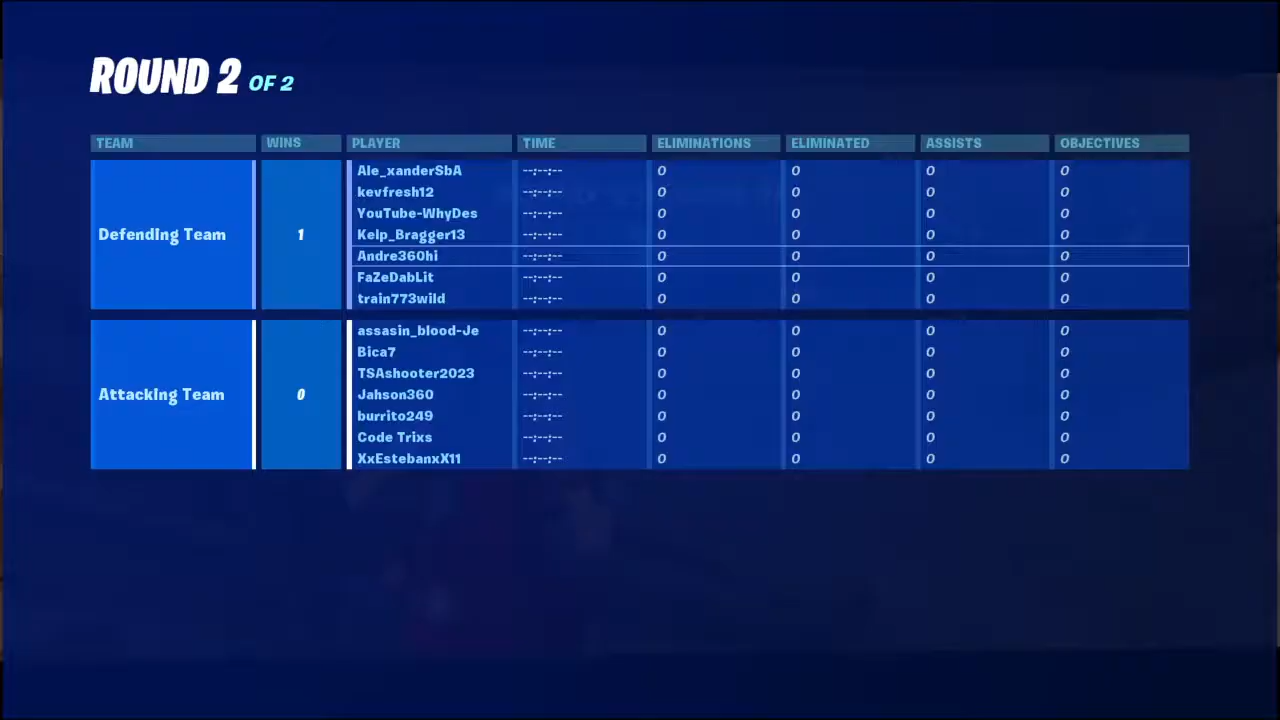 ROUND 2 OF 2
TEAM WINS PLAYER TIME ELIMINATIONS ELIMINATED ASSISTS OBJECTIVES
Defending Team 1
Ale_xanderSbA --:--:-- 0 0 0 0
kevfresh12 --:--:-- 0 0 0 0
YouTube-WhyDes --:--:-- 0 0 0 0
Kelp_Bragger13 --:--:-- 0 0 0 0
Andre360hi --:--:-- 0 0 0 0
FaZeDabLit --:--:-- 0 0 0 0
train773wild --:--:-- 0 0 0 0
Attacking Team 0
assasin_blood-Je --:--:-- 0 0 0 0
Bica7 --:--:-- 0 0 0 0
TSAshooter2023 --:--:-- 0 0 0 0
Jahson360 --:--:-- 0 0 0 0
burrito249 --:--:-- 0 0 0 0
Code Trixs --:--:-- 0 0 0 0
XxEstebanxX11 --:--:-- 0 0 0 0